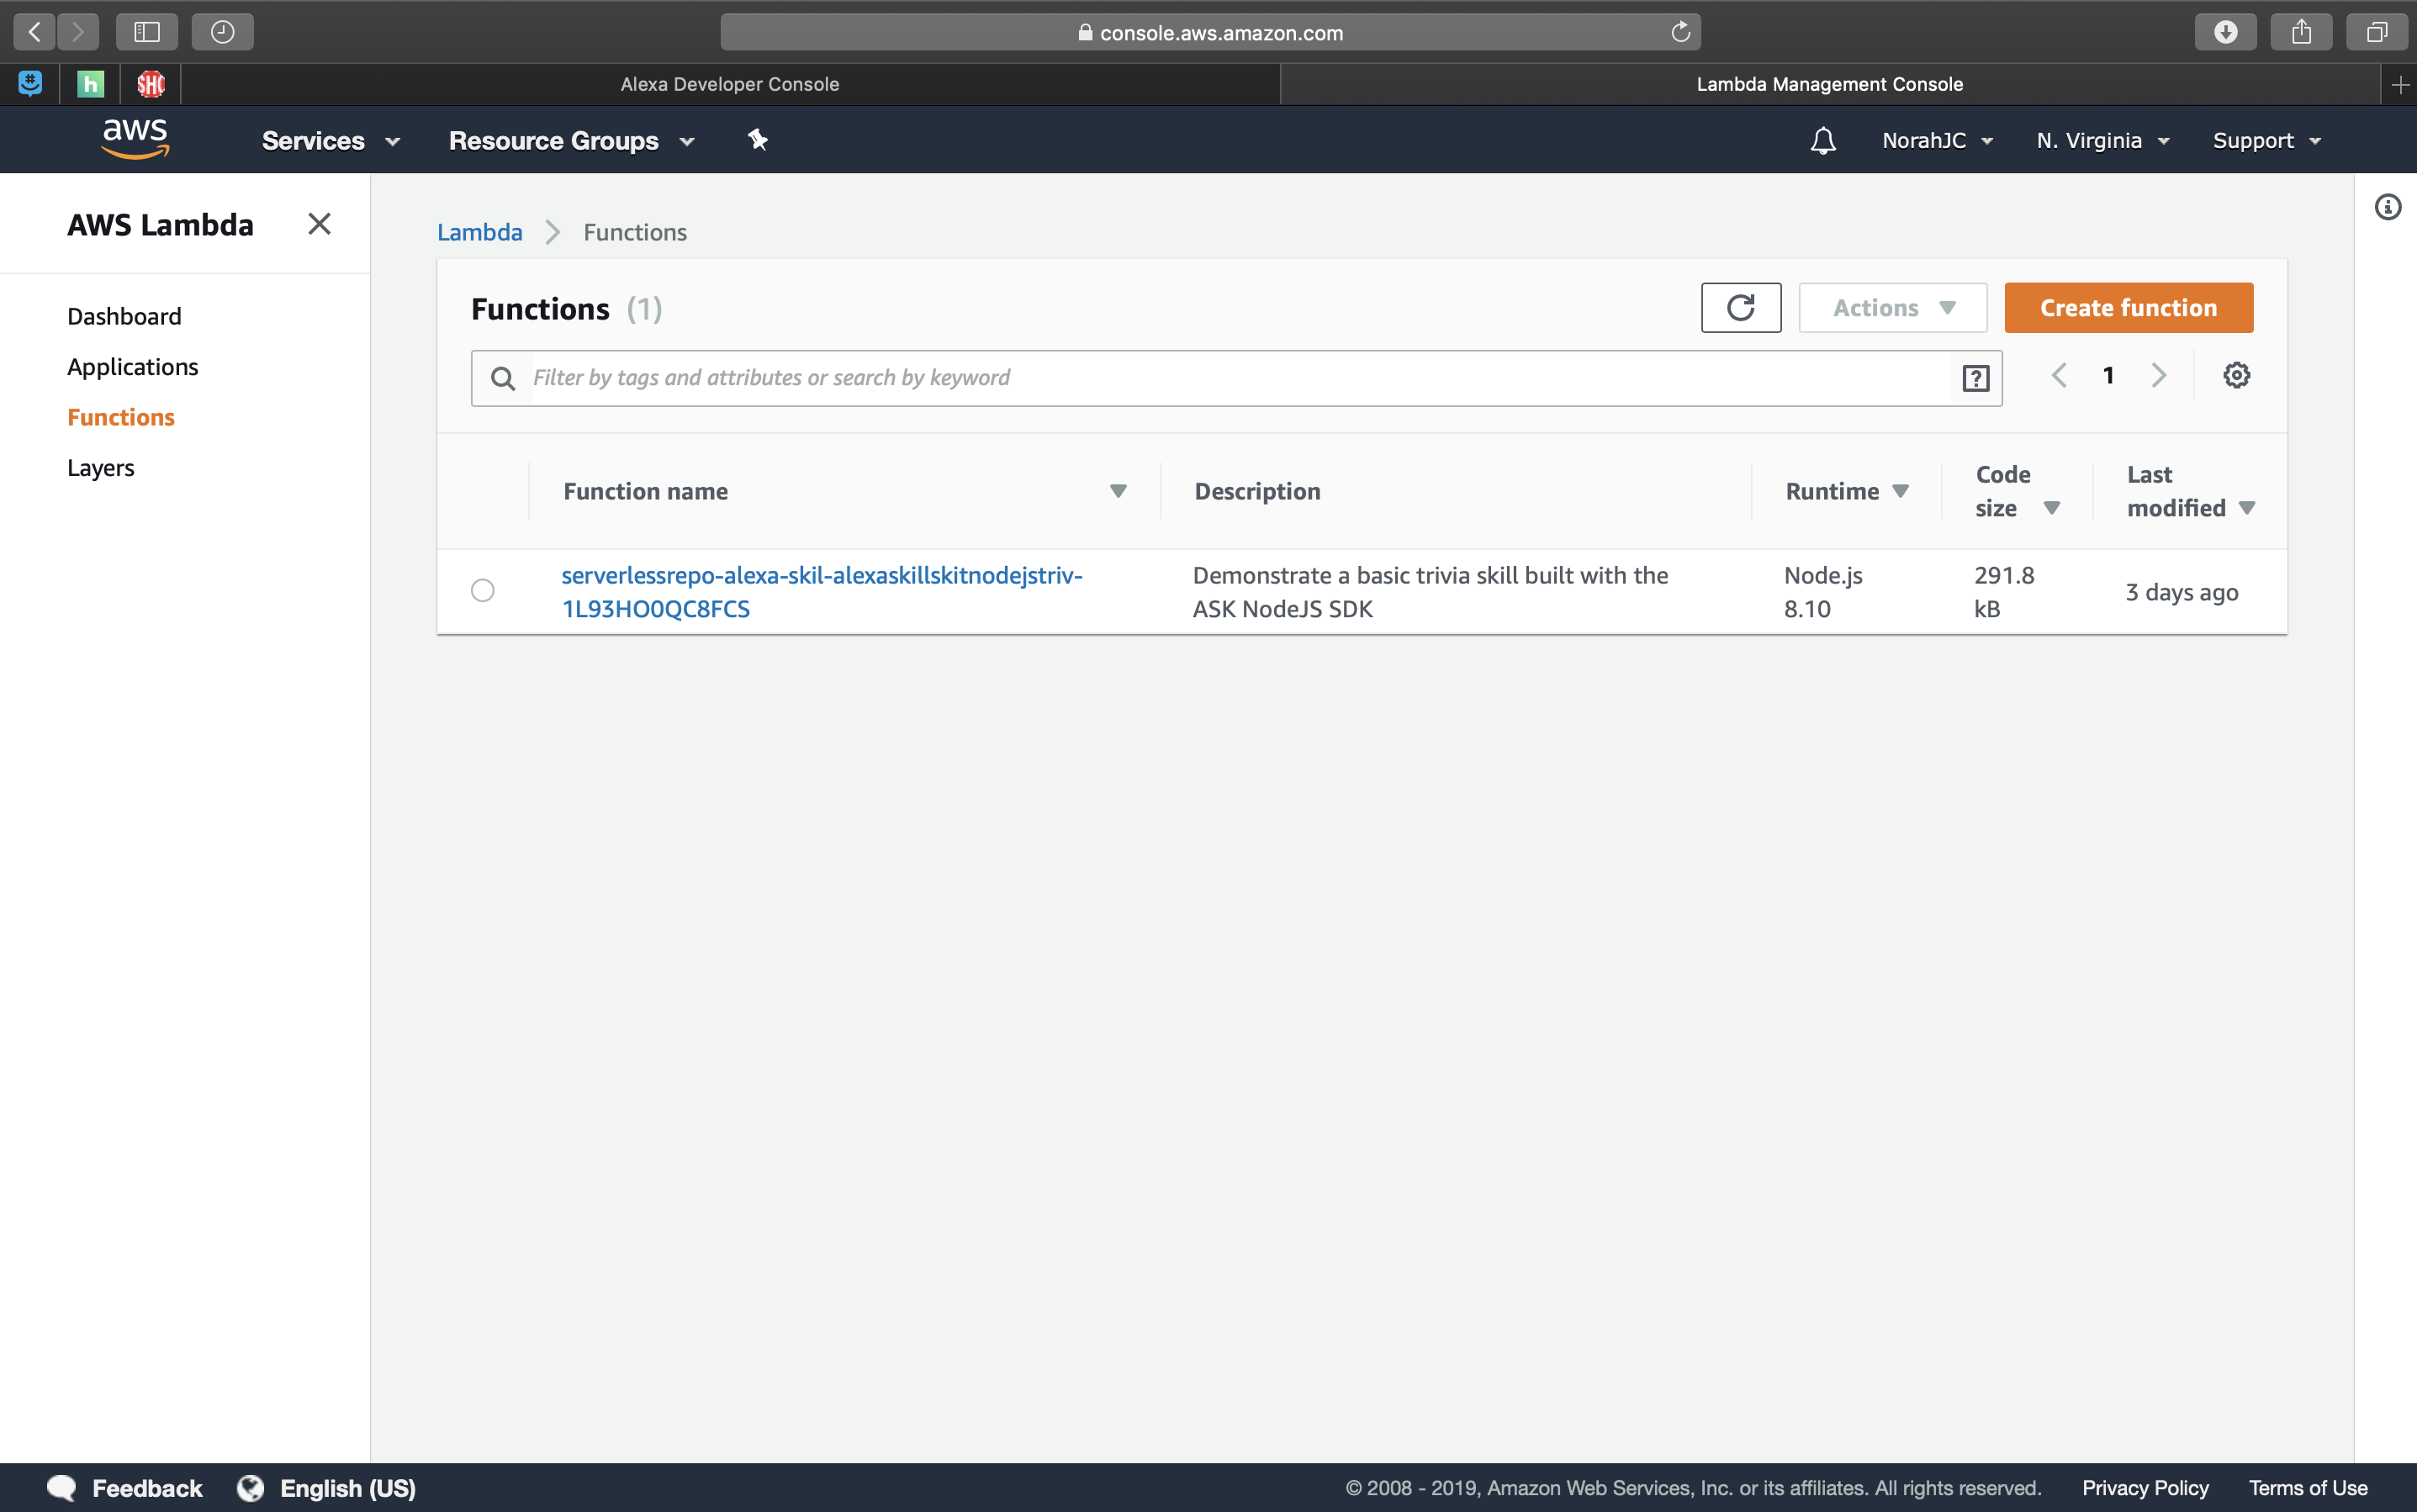 console.aws.amazon.com
# h SHC Alexa Developer Console Lambda Management Console
aws Services Resource Groups NorahJC N. Virginia Support
AWS Lambda
Dashboard
Applications
Functions
Layers
Lambda Functions
Functions (1) Actions Create function
Filter by tags and attributes or search by keyword ? 1
Function name Description Runtime Code size Last modified
serverlessrepo-alexa-skil-alexaskillskitnodejstriv- Demonstrate a basic trivia skill built with the Node.js 291.8 3 days ago
1L93HO0QC8FCS ASK NodeJS SDK 8.10 kB
Feedback English (US) © 2008 - 2019, Amazon Web Services, Inc. or its affiliates. All rights reserved. Privacy Policy Terms of Use